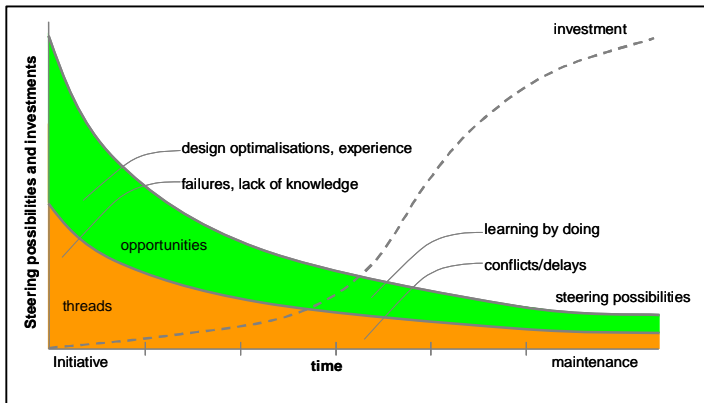 investment
Steering possibilities and investments
design optimalisations, experience
failures, lack of knowledge
learning by doing
opportunities
conflicts/delays
steering possibilities
threads
Initiative
time
maintenance